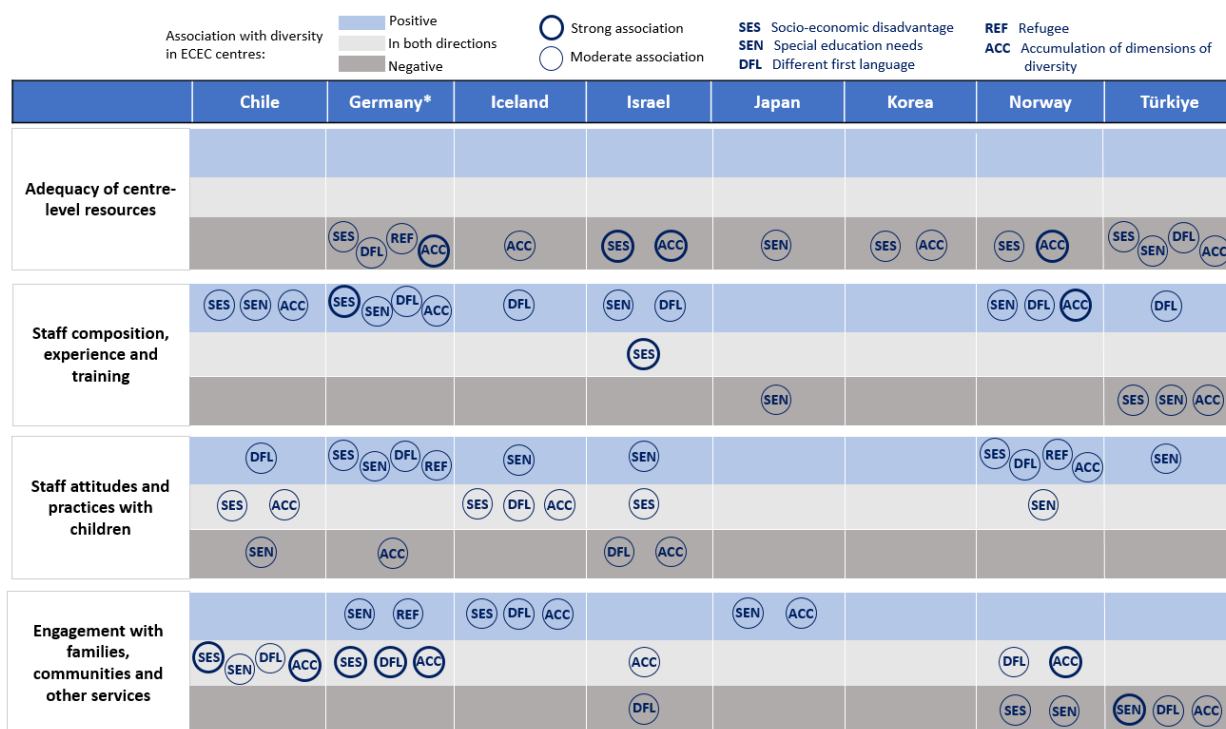 Association with diversity
in ECEC centres:
Positive
In both directions
Negative
Strong association
Moderate association
SES Socio-economic disadvantage
SEN Special education needs
DFL Different first language
REF Refugee
ACC Accumulation of dimensions of
diversity
Chile Germany* Iceland Israel Japan Korea Norway Türkiye
Adequacy of centre-
level resources
SES DFL REF ACC ACC SES ACC SEN SES ACC SES ACC SES SEN DFL ACC
Staff composition,
experience and
training
SES SEN ACC SES SEN DFL ACC DFL SEN DFL SEN DFL ACC DFL
SES
SEN SES SEN ACC
Staff attitudes and
practices with
children
DFL SES SEN DFL REF SEN SEN SES DFL REF ACC SEN
SES ACC SES DFL ACC SES SEN
SEN ACC DFL ACC
Engagement with
families,
communities and
other services
SEN REF SES DFL ACC SEN ACC
SES SEN DFL ACC SES DFL ACC ACC DFL ACC
DFL SES SEN SEN DFL ACC